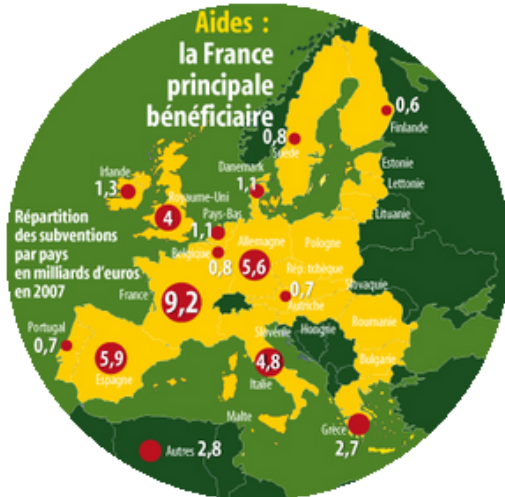 Aides :
la France
principale
bénéficiaire
0,6
Finlande
0,8
Suède
Estonie
Lettonie
Lituanie
Danemark
1,1
Irlande
1,3
Royaume-Uni
4
Pays-Bas
1,1
Belgique
0,8
Allemagne
5,6
Pologne
Rép. tchèque
Slovaquie
0,7
Autriche
Répartition
des subventions
par pays
en milliards d'euros
en 2007
France
9,2
Slovénie
Hongrie
Roumanie
Bulgarie
Portugal
0,7
5,9
Espagne
4,8
Italie
Malte
Grèce
2,7
Autres 2,8